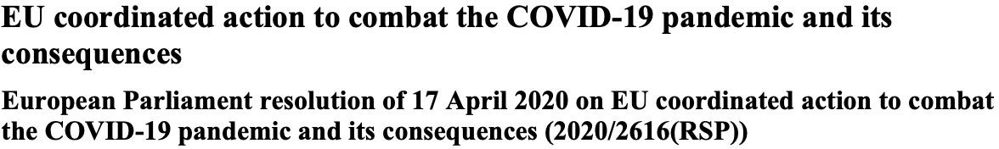 EU coordinated action to combat the COVID-19 pandemic and its
consequences
European Parliament resolution of 17 April 2020 on EU coordinated action to combat
the COVID-19 pandemic and its consequences (2020/2616(RSP))